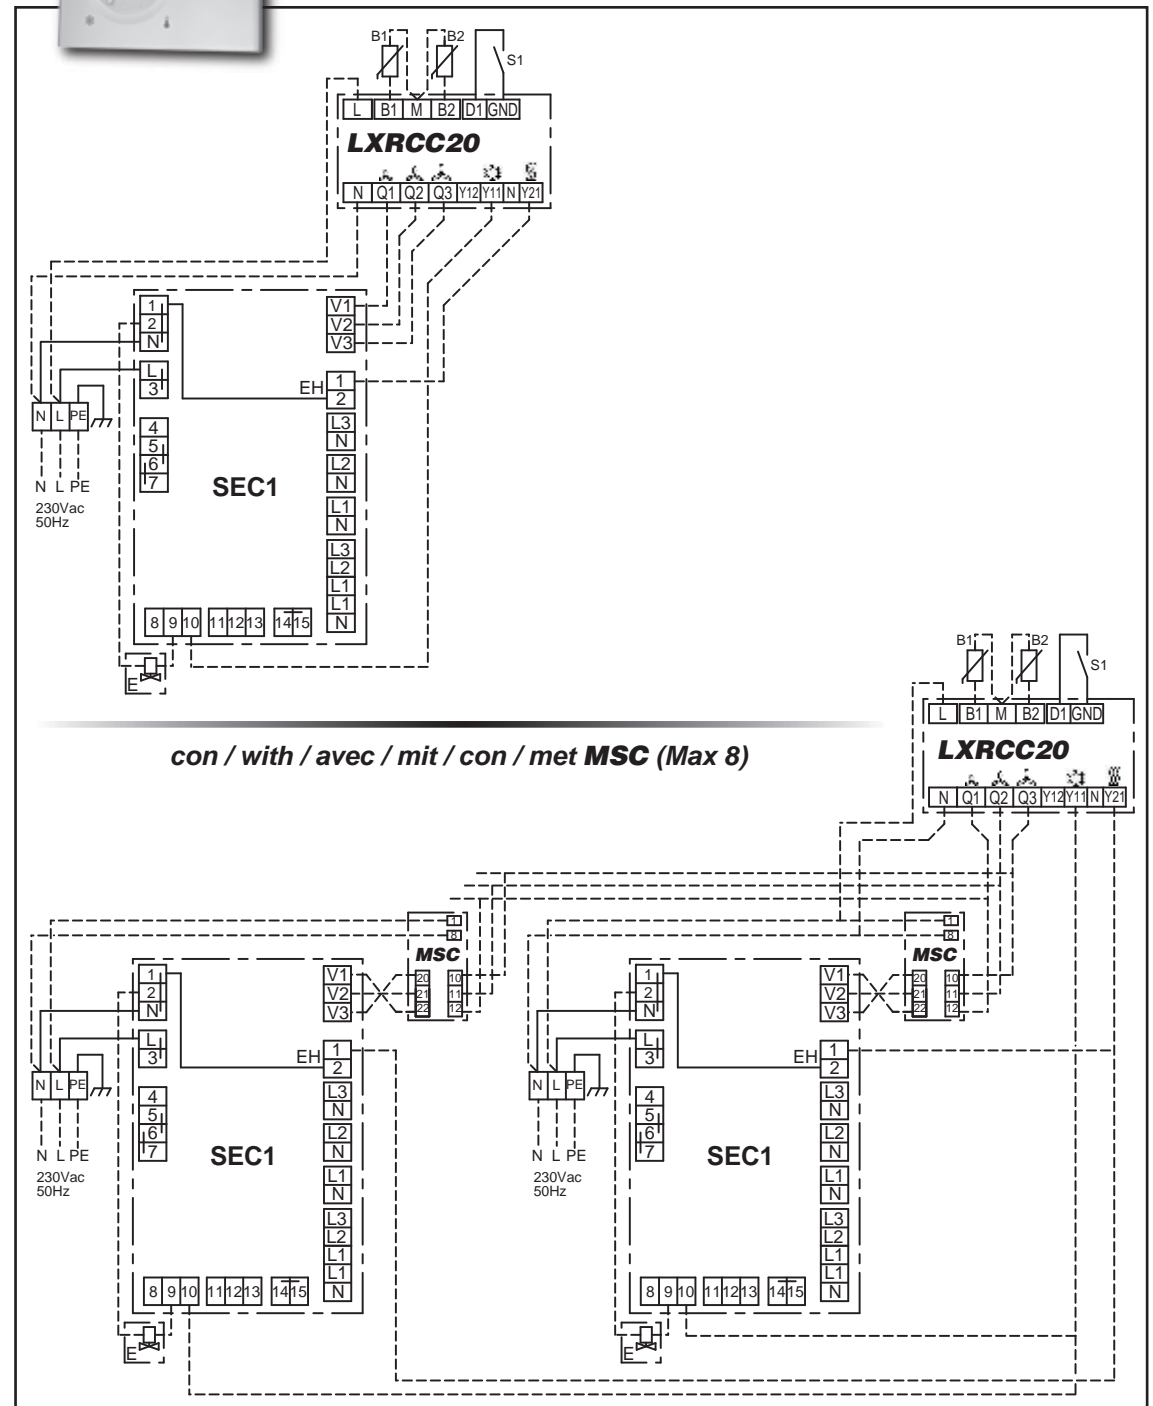 B1 B2
S1
L B1 M B2 D1 GND
LXRCC20
N Q1 Q2 Q3 Y12 Y11 N Y21
1 V1
2 V2
N V3
L EH 1
3 2
N L PE
L3
4 N
5
6 L2
7 N
SEC1
N L PE
230Vac
50Hz
L1
N
L3
L2
L1
L1
N
8 9 10 11 12 13 14 15
E
con / with / avec / mit / con / met MSC (Max 8)
B1 B2
S1
L B1 M B2 D1 GND
LXRCC20
N Q1 Q2 Q3 Y12 Y11 N Y21
1
8
MSC
20 10
21 11
22 12
1 V1
2 V2
N V3
L EH 1
3 2
N L PE
L3
4 N
5
6 L2
7 N
SEC1
N L PE
230Vac
50Hz
L1
N
L3
L2
L1
L1
N
8 9 10 11 12 13 14 15
E
1
8
MSC
20 10
21 11
22 12
1 V1
2 V2
N V3
L EH 1
3 2
N L PE
L3
4 N
5
6 L2
7 N
SEC1
N L PE
230Vac
50Hz
L1
N
L3
L2
L1
L1
N
8 9 10 11 12 13 14 15
E